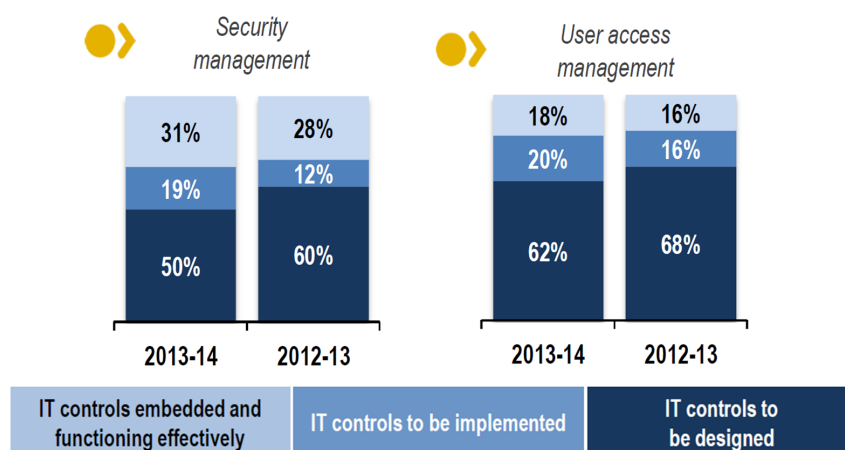 Security
management
31%
28%
19%
12%
50%
60%
2013-14
2012-13
User access
management
18%
16%
20%
16%
62%
68%
2013-14
2012-13
IT controls embedded and
functioning effectively
IT controls to be implemented
IT controls to
be designed